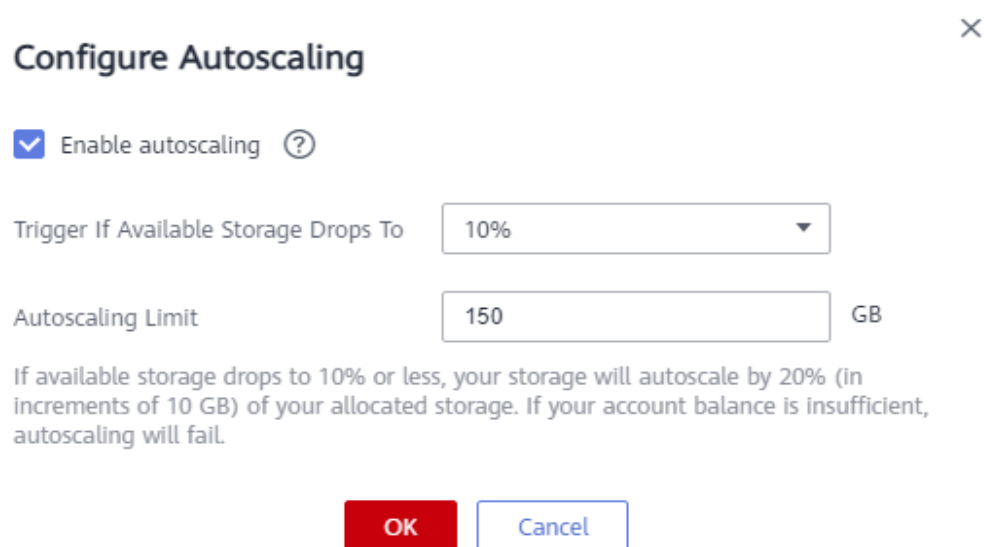 Configure Autoscaling
Enable autoscaling
Trigger If Available Storage Drops To 10%
Autoscaling Limit 150 GB
If available storage drops to 10% or less, your storage will autoscale by 20% (in
increments of 10 GB) of your allocated storage. If your account balance is insufficient,
autoscaling will fail.
OK Cancel